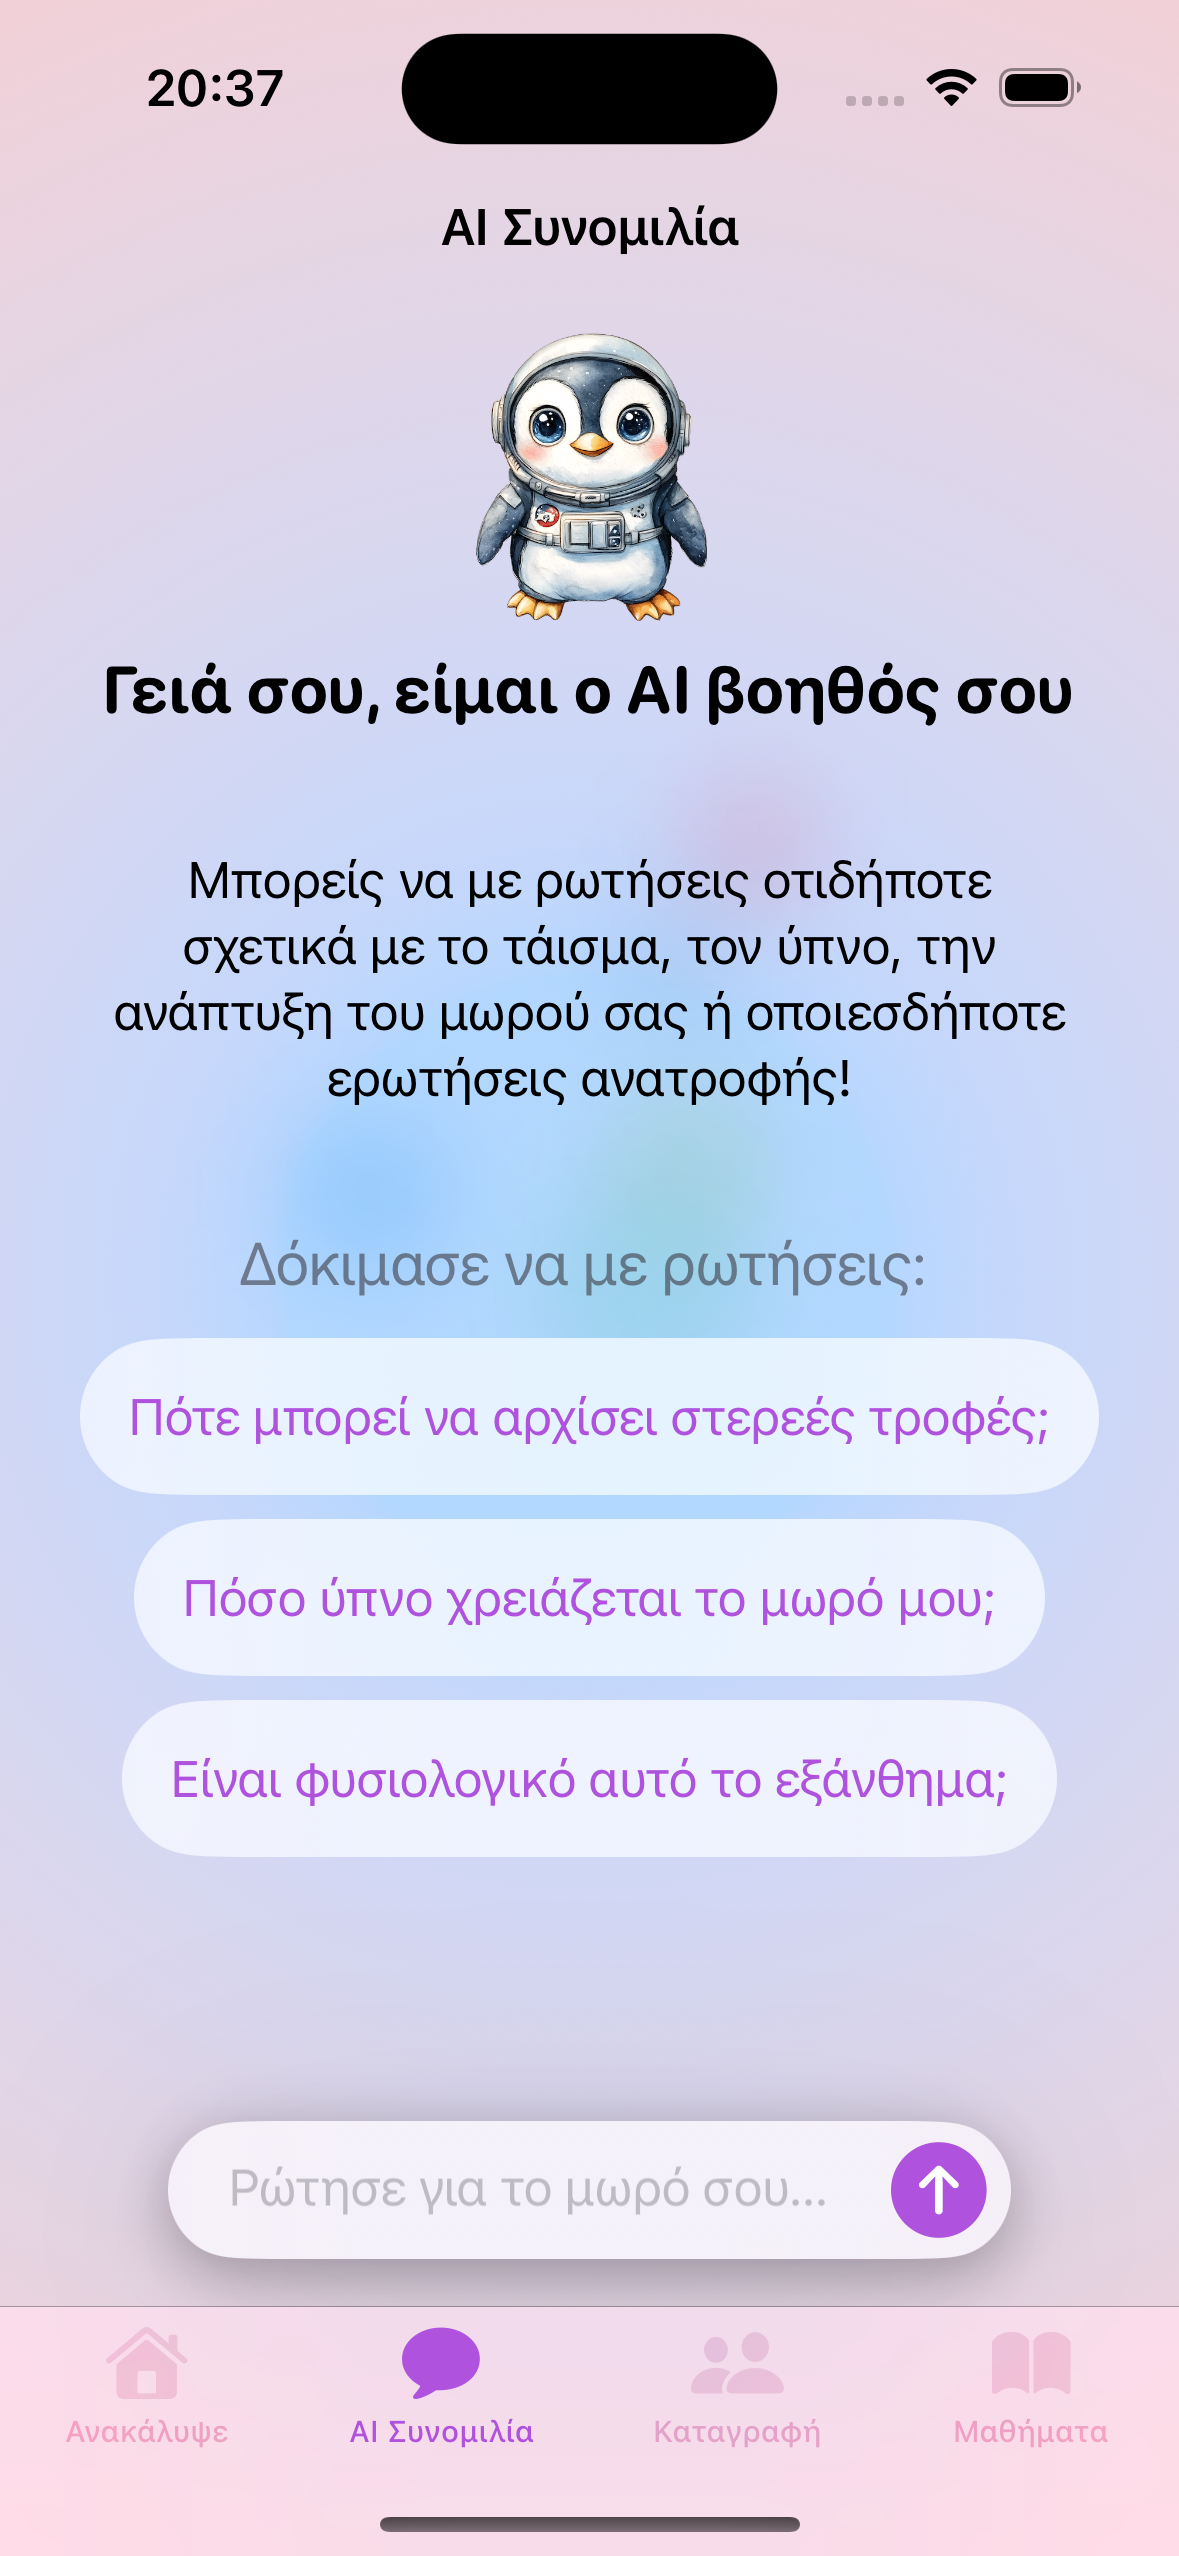 20:37
AI Συνομιλία
Γειά σου, είμαι ο AI βοηθός σου
Μπορείς να με ρωτήσεις οτιδήποτε
σχετικά με το τάισμα, τον ύπνο, την
ανάπτυξη του μωρού σας ή οποιεσδήποτε
ερωτήσεις ανατροφής!
Δόκιμασε να με ρωτήσεις:
Πότε μπορεί να αρχίσει στερεές τροφές;
Πόσο ύπνο χρειάζεται το μωρό μου;
Είναι φυσιολογικό αυτό το εξάνθημα;
Ρώτησε για το μωρό σου...
Ανακάλυψε
AI Συνομιλία
Καταγραφή
Μαθήματα